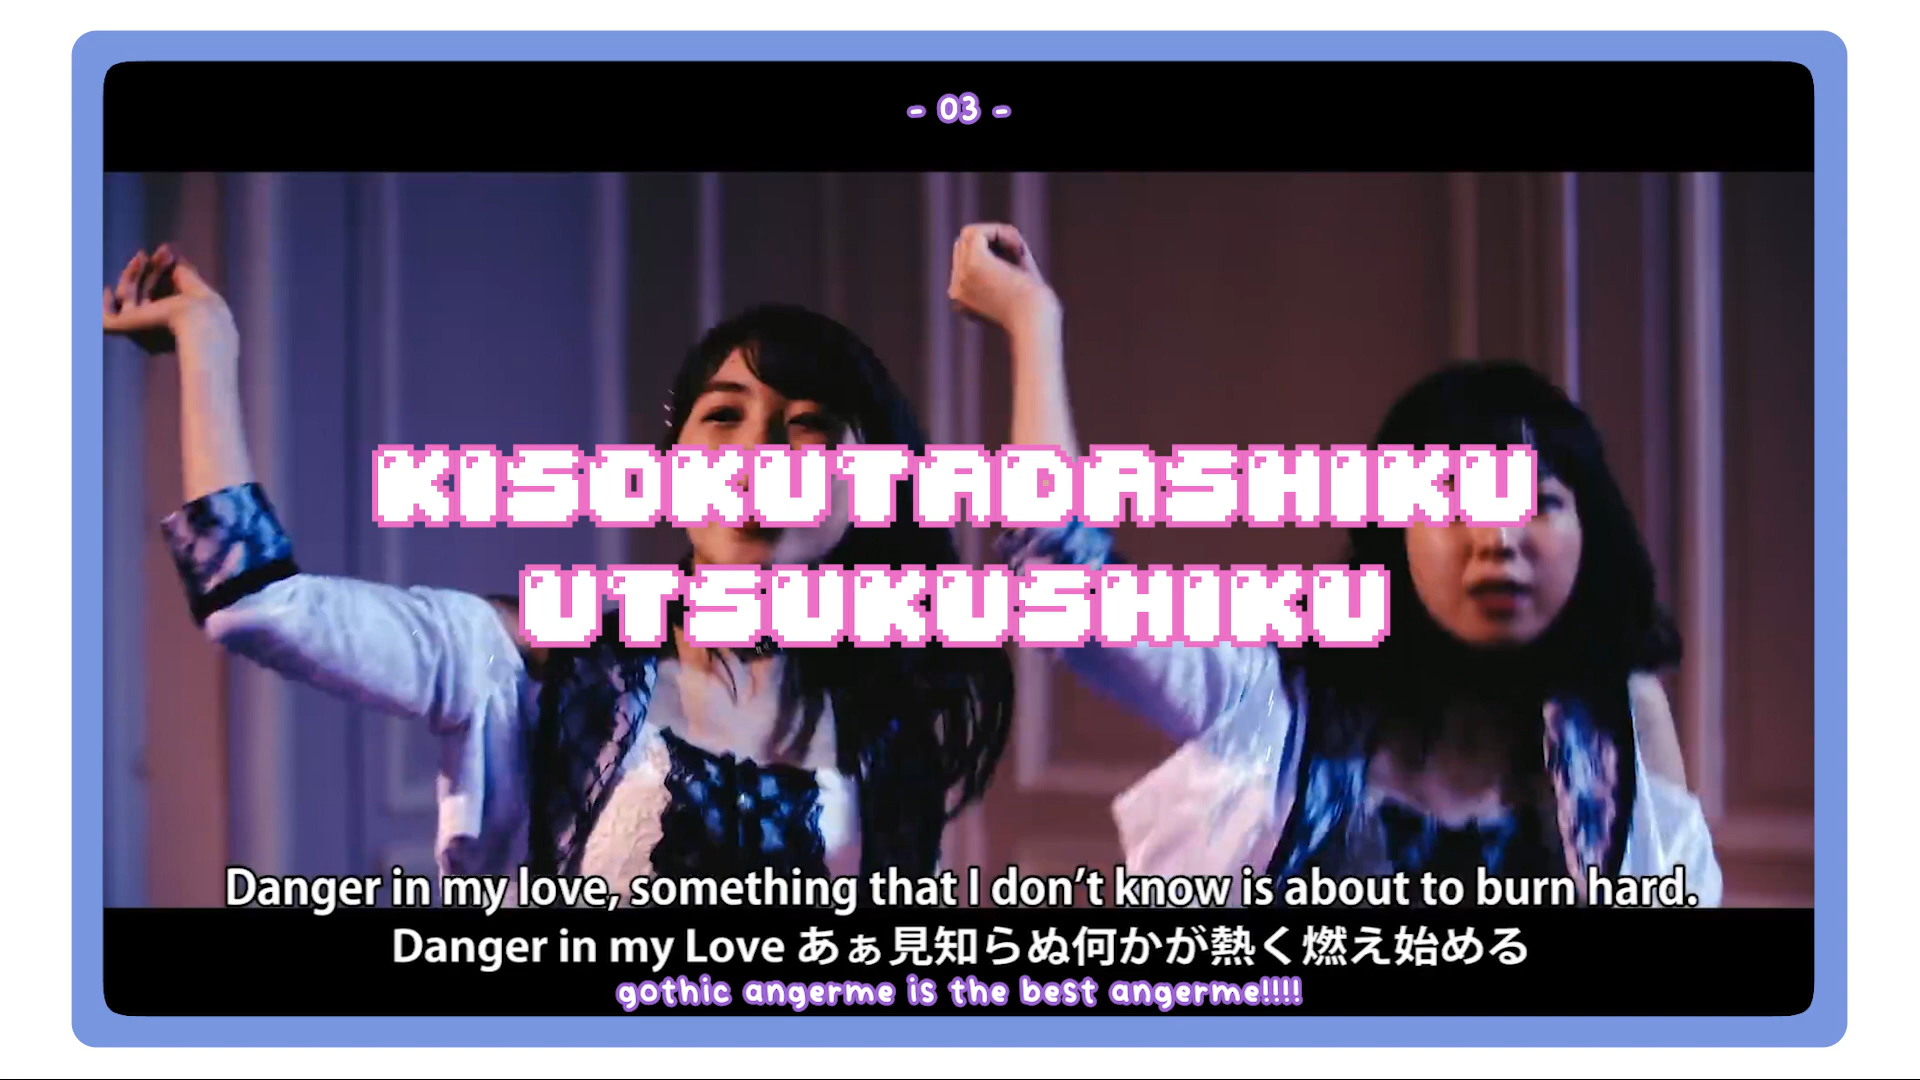 - 03 -
KISOKUTADASHIKU
UTSUKUSHIKU
Danger in my love, something that I don't know is about to burn hard.
Danger in my Love あぁ見知らぬ何かが熱く燃え始める
gothic angerme is the best angerme!!!!